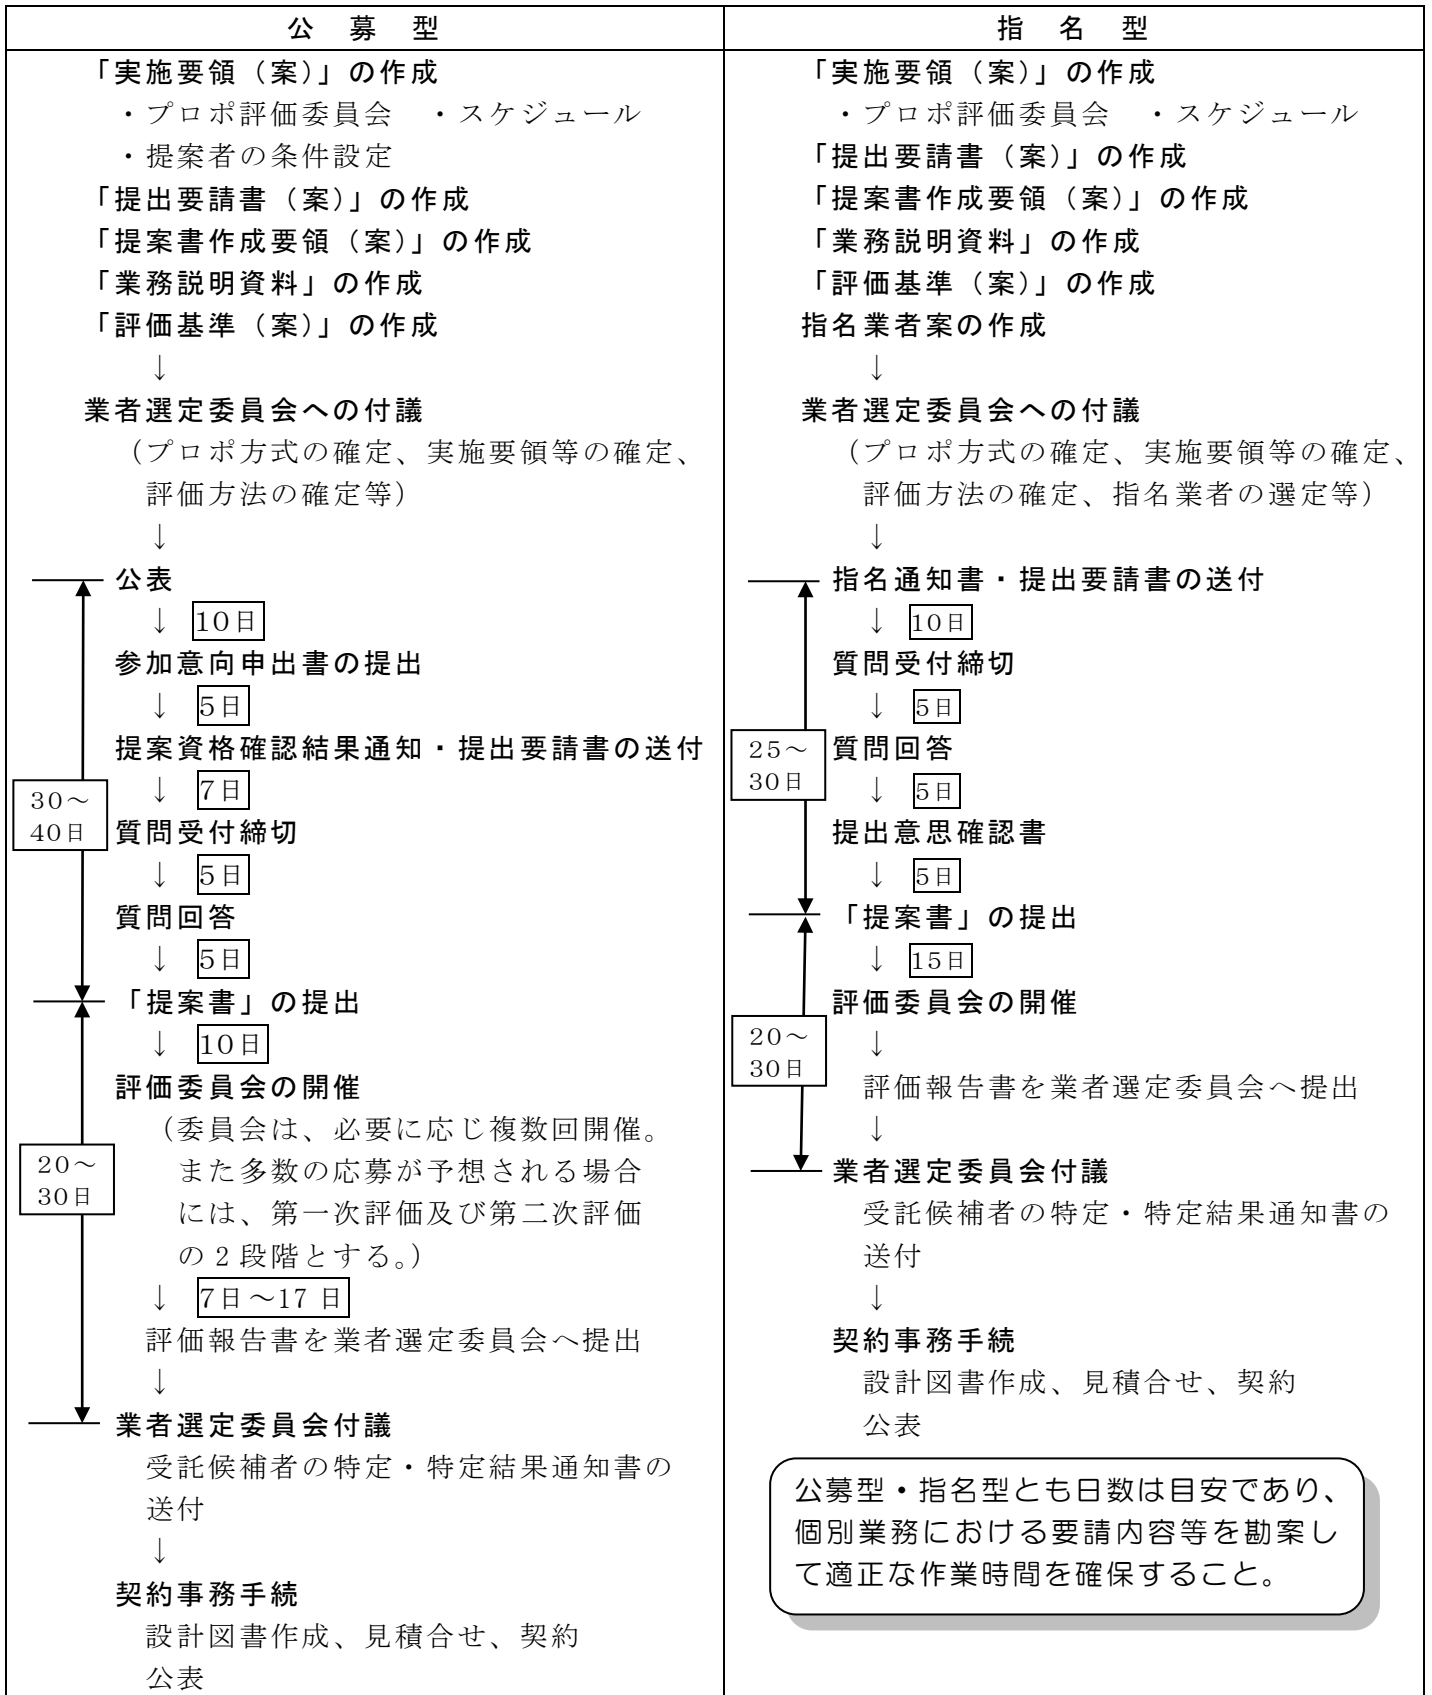 公　募　型
「実施要領（案）」の作成
・プロポ評価委員会　・スケジュール
・提案者の条件設定
「提出要請書（案）」の作成
「提案書作成要領（案）」の作成
「業務説明資料」の作成
「評価基準（案）」の作成
↓
業者選定委員会への付議
（プロポ方式の確定、実施要領等の確定、
評価方法の確定等）
↓
公表
↓ 10日
参加意向申出書の提出
↓ 5日
提案資格確認結果通知・提出要請書の送付
↓ 7日
質問受付締切
↓ 5日
質問回答
↓ 5日
30～
40日
「提案書」の提出
↓ 10日
評価委員会の開催
（委員会は、必要に応じ複数回開催。
また多数の応募が予想される場合
には、第一次評価及び第二次評価
の2段階とする。）
↓ 7日～17日
評価報告書を業者選定委員会へ提出
↓
20～
30日
業者選定委員会付議
受託候補者の特定・特定結果通知書の
送付
↓
契約事務手続
設計図書作成、見積合せ、契約
公表
指　名　型
「実施要領（案）」の作成
・プロポ評価委員会　・スケジュール
「提出要請書（案）」の作成
「提案書作成要領（案）」の作成
「業務説明資料」の作成
「評価基準（案）」の作成
指名業者案の作成
↓
業者選定委員会への付議
（プロポ方式の確定、実施要領等の確定、
評価方法の確定、指名業者の選定等）
↓
指名通知書・提出要請書の送付
↓ 10日
質問受付締切
↓ 5日
質問回答
↓ 5日
提出意思確認書
↓ 5日
25～
30日
「提案書」の提出
↓ 15日
評価委員会の開催
↓
評価報告書を業者選定委員会へ提出
↓
20～
30日
業者選定委員会付議
受託候補者の特定・特定結果通知書の
送付
↓
契約事務手続
設計図書作成、見積合せ、契約
公表
公募型・指名型とも日数は目安であり、
個別業務における要請内容等を勘案し
て適正な作業時間を確保すること。